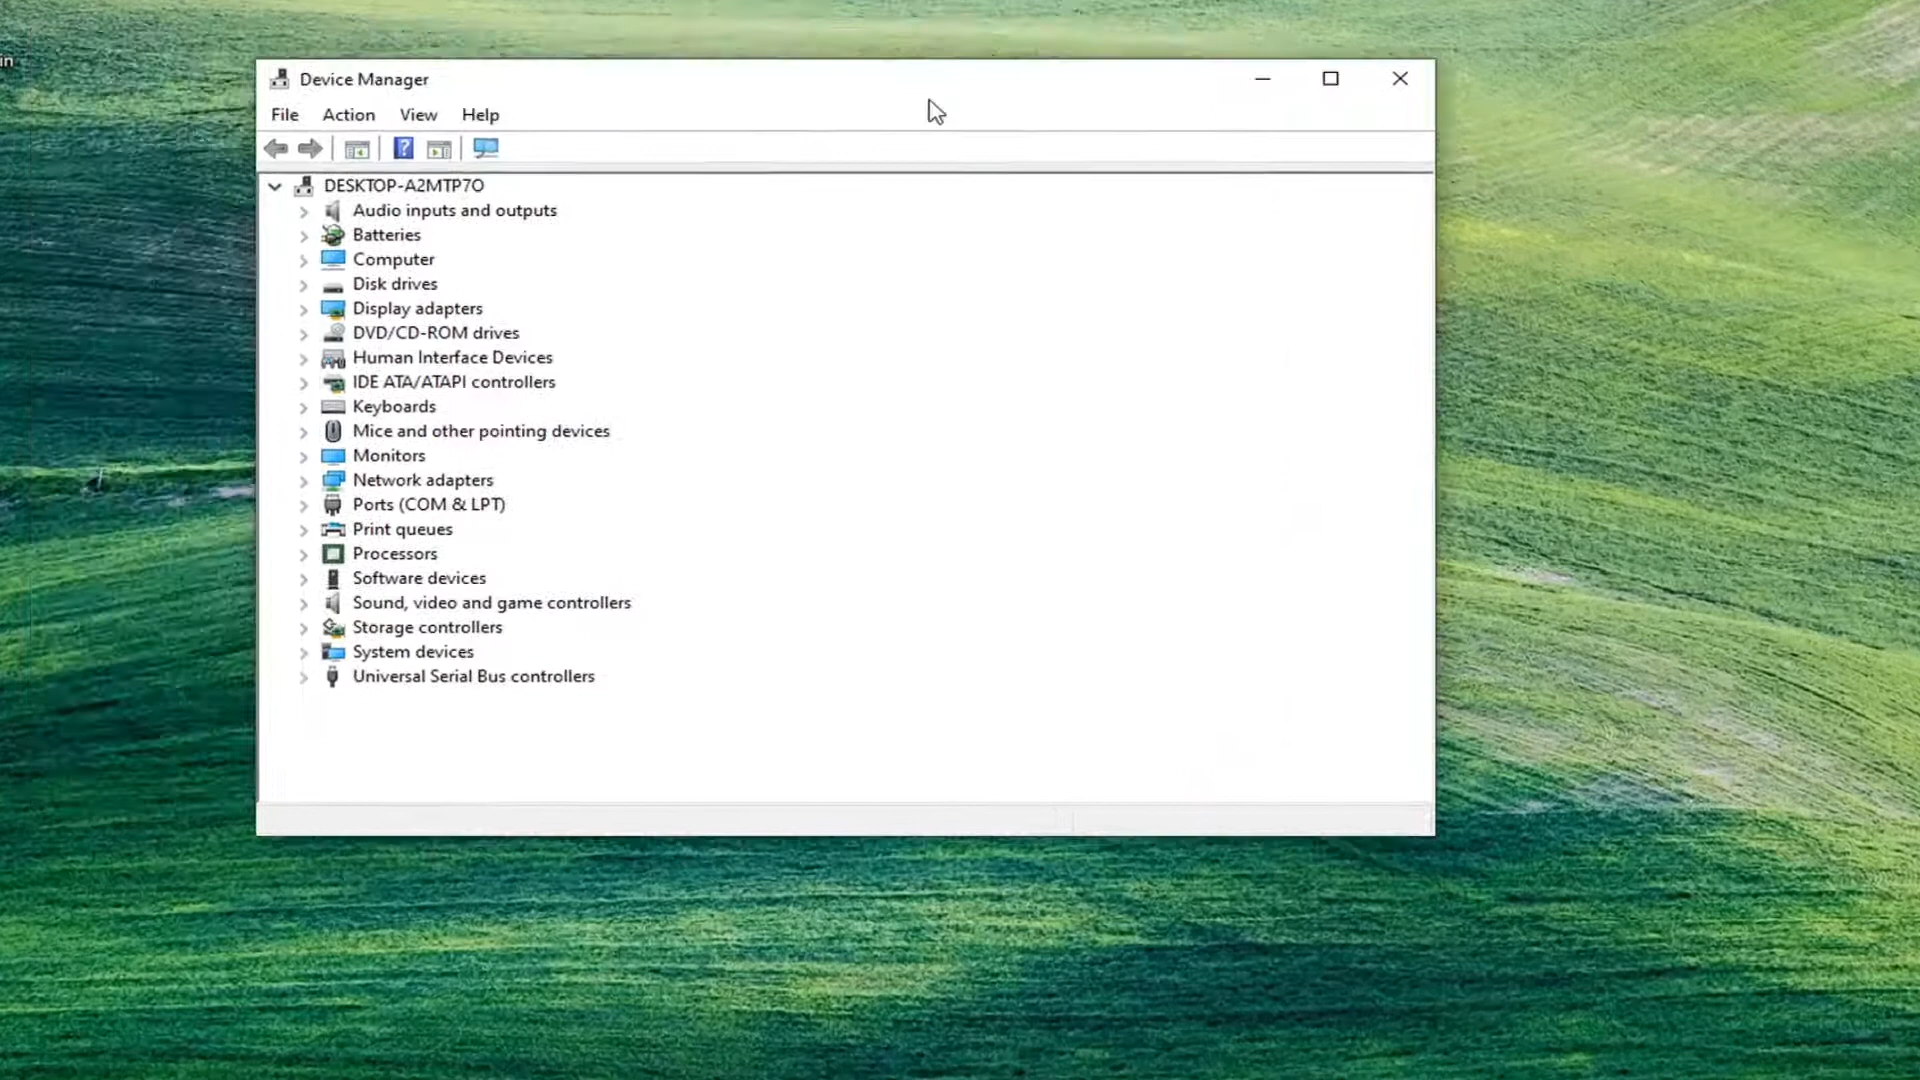 in
Device Manager
File Action View Help
?
DESKTOP-A2MTP7O
Audio inputs and outputs
Batteries
Computer
Disk drives
Display adapters
DVD/CD-ROM drives
Human Interface Devices
IDE ATA/ATAPI controllers
Keyboards
Mice and other pointing devices
Monitors
Network adapters
Ports (COM & LPT)
Print queues
Processors
Software devices
Sound, video and game controllers
Storage controllers
System devices
Universal Serial Bus controllers